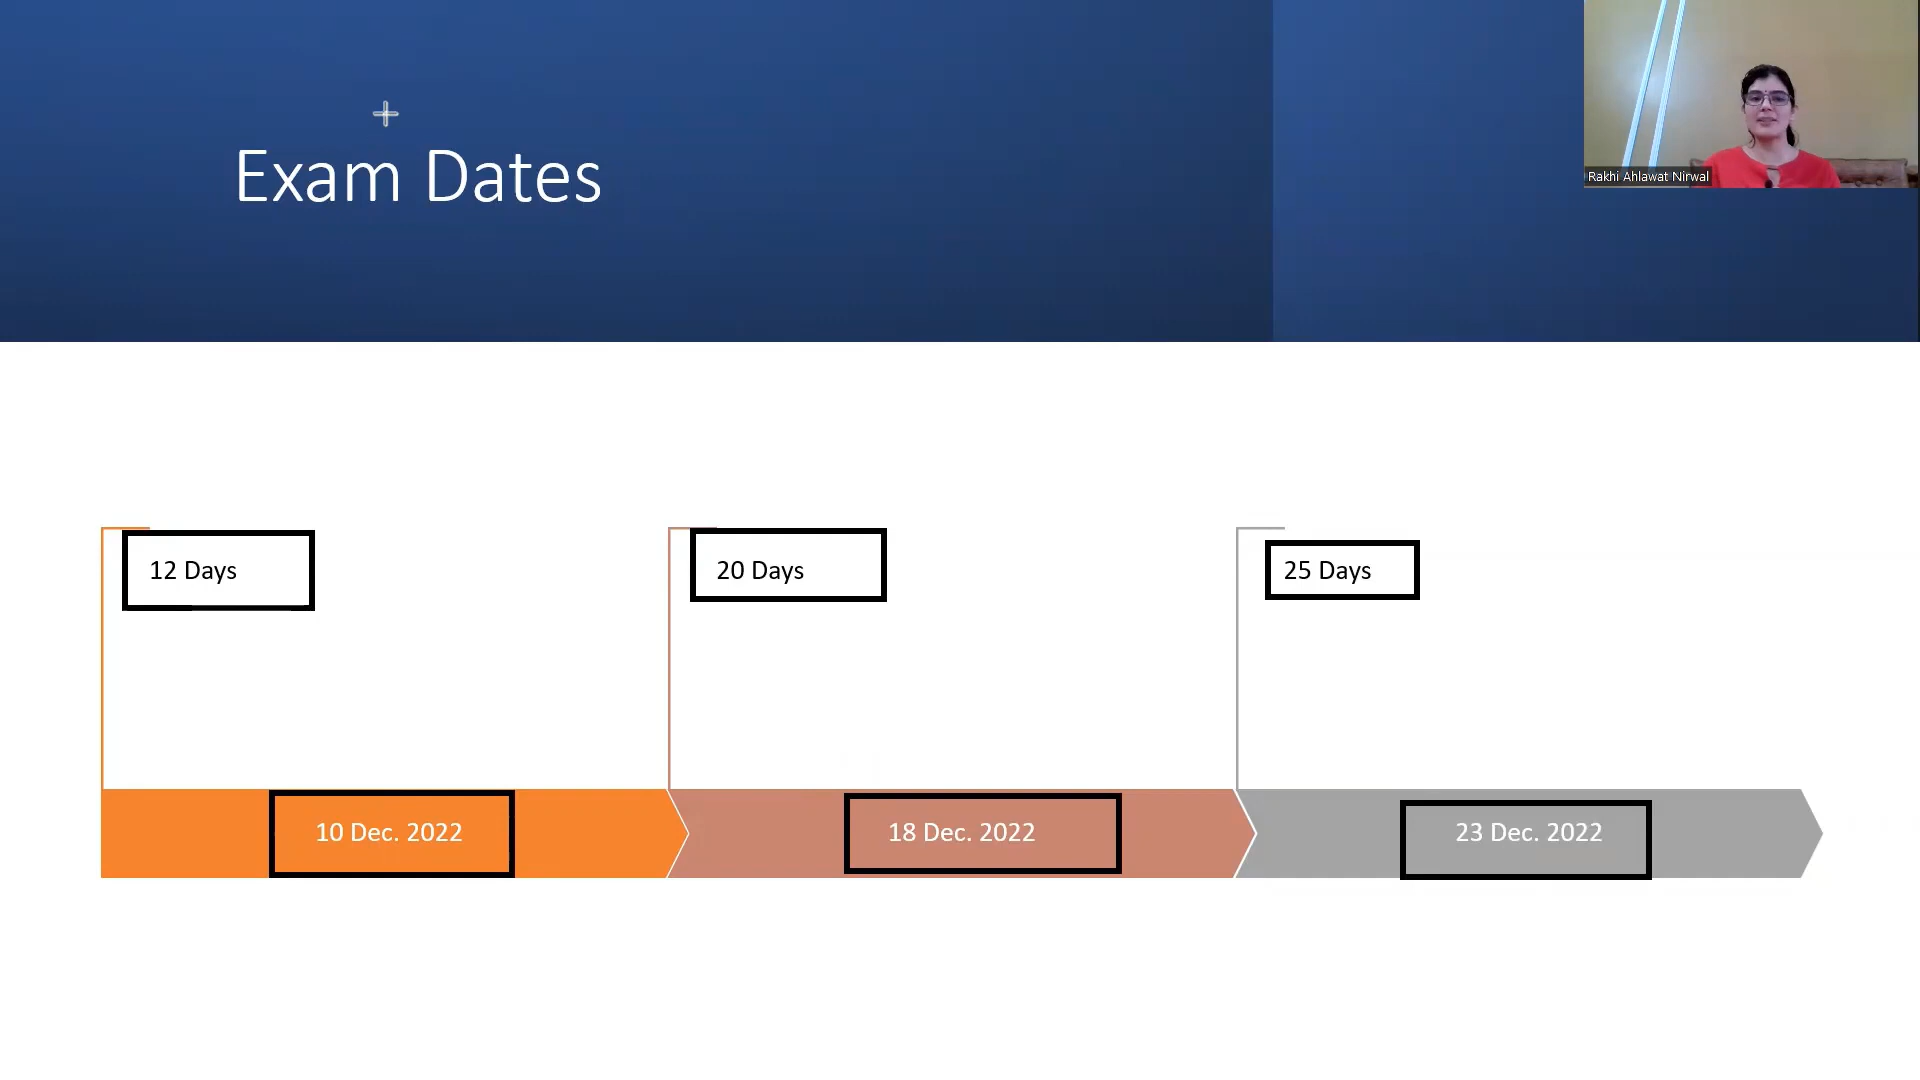 Exam Dates
Rakhi Ahlawat Nirwal
12 Days
20 Days
25 Days
10 Dec. 2022
18 Dec. 2022
23 Dec. 2022